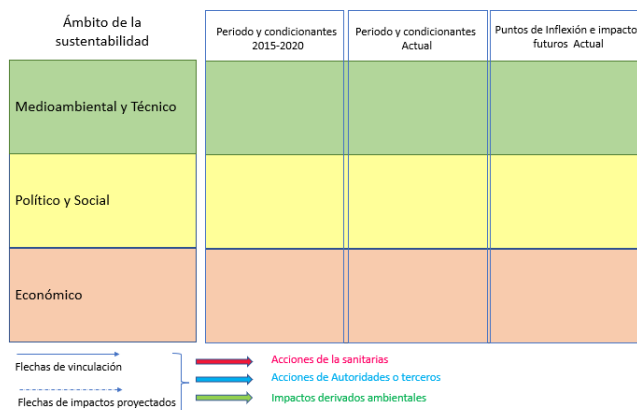 Ámbito de la
sustentabilidad
Periodo y condicionantes
2015-2020
Periodo y condicionantes
Actual
Puntos de Inflexión e impacto
futuros Actual
Medioambiental y Técnico
Político y Social
Económico
Flechas de vinculación
Flechas de impactos proyectados
Acciones de la sanitarias
Acciones de Autoridades o terceros
Impactos derivados ambientales